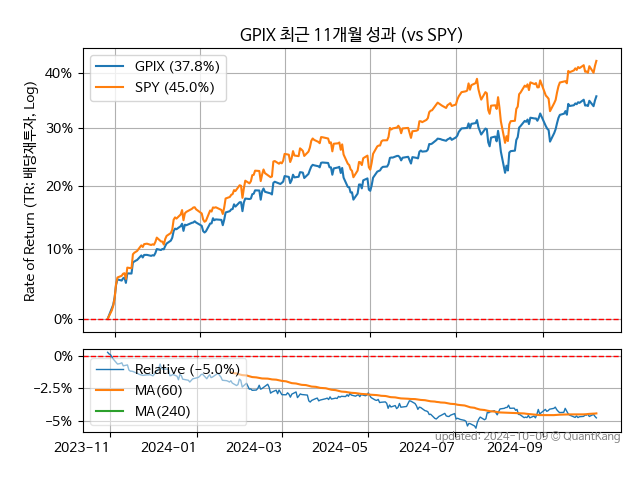 GPIX 최근 11개월 성과 (vs SPY)
GPIX (37.8%)
SPY (45.0%)
Rate of Return (TR: 배당재투자, Log)
40%
30%
20%
10%
0%
0%
−2.5%
−5%
Relative (−5.0%)
MA(60)
MA(240)
2023−11
2024−01
2024−03
2024−05
2024−07
2024−09
updated: 2024−10−09 © QuantKang